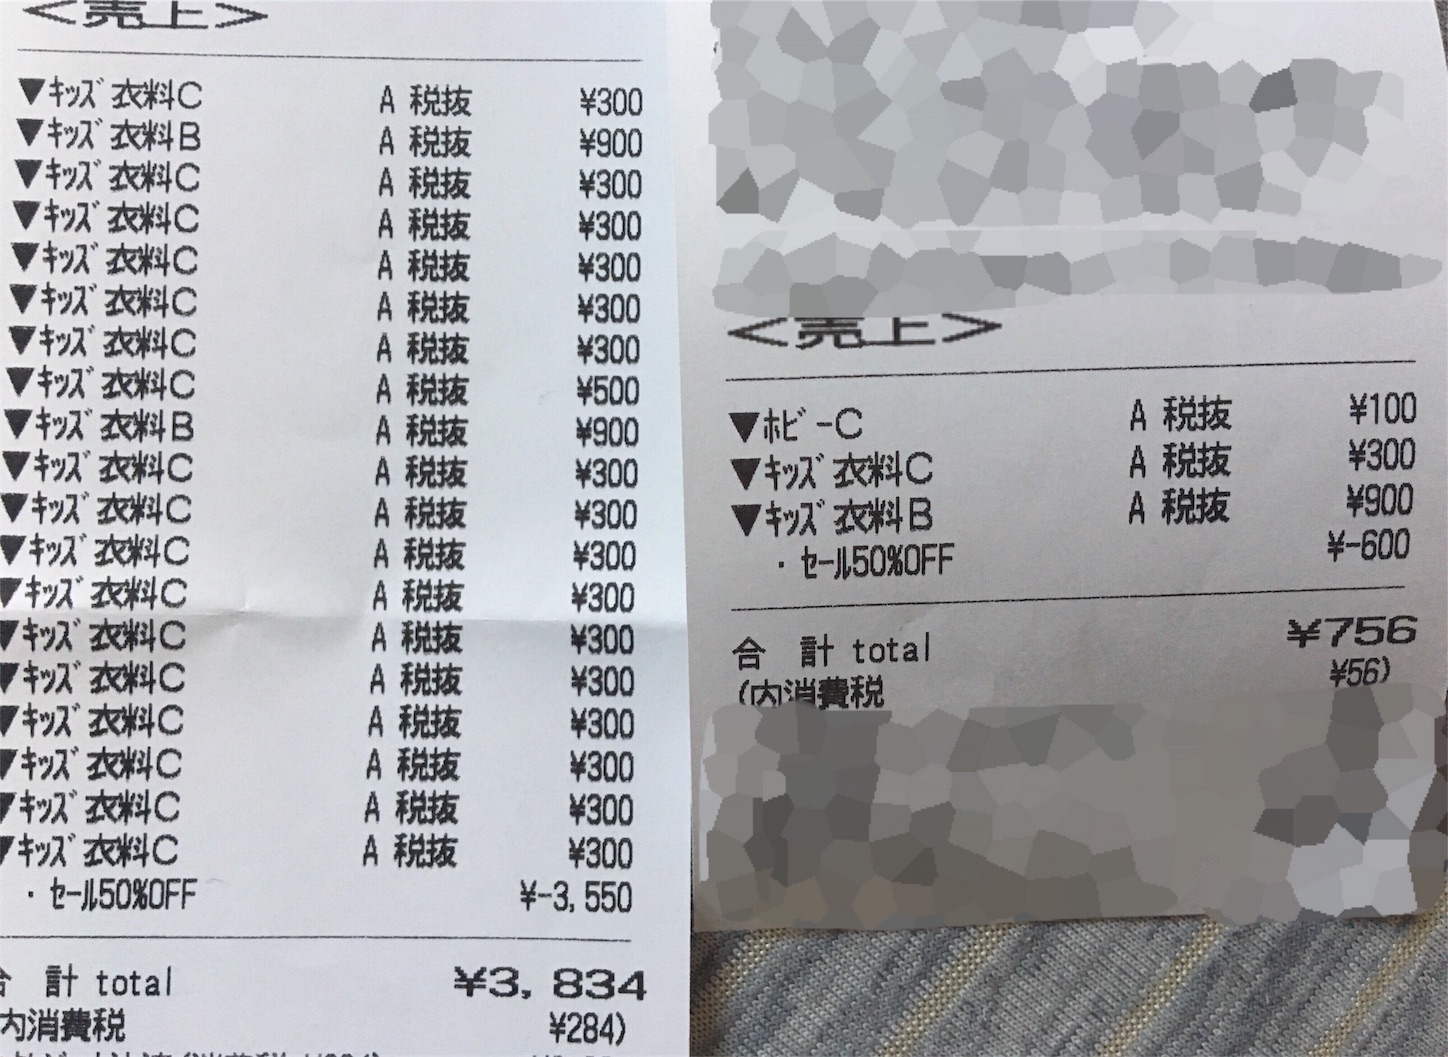 <売上>
▼キッズ衣料C A 税抜 ¥300
▼キッズ衣料B A 税抜 ¥900
▼キッズ衣料C A 税抜 ¥300
▼キッズ衣料C A 税抜 ¥300
▼キッズ衣料C A 税抜 ¥300
▼キッズ衣料C A 税抜 ¥300
▼キッズ衣料C A 税抜 ¥300
▼キッズ衣料C A 税抜 ¥500
▼キッズ衣料B A 税抜 ¥900
▼キッズ衣料C A 税抜 ¥300
▼キッズ衣料C A 税抜 ¥300
▼キッズ衣料C A 税抜 ¥300
▼キッズ衣料C A 税抜 ¥300
▼キッズ衣料C A 税抜 ¥300
▼キッズ衣料C A 税抜 ¥300
▼キッズ衣料C A 税抜 ¥300
▼キッズ衣料C A 税抜 ¥300
▼キッズ衣料C A 税抜 ¥300
▼キッズ衣料C A 税抜 ¥300
・セール50%OFF ¥-3,550
合 計 total ¥3,834
内消費税 ¥284)
<売上>
▼ホビーC A 税抜 ¥100
▼キッズ衣料C A 税抜 ¥300
▼キッズ衣料B A 税抜 ¥900
・セール50%OFF ¥-600
合 計 total ¥756
(内消費税 ¥56)